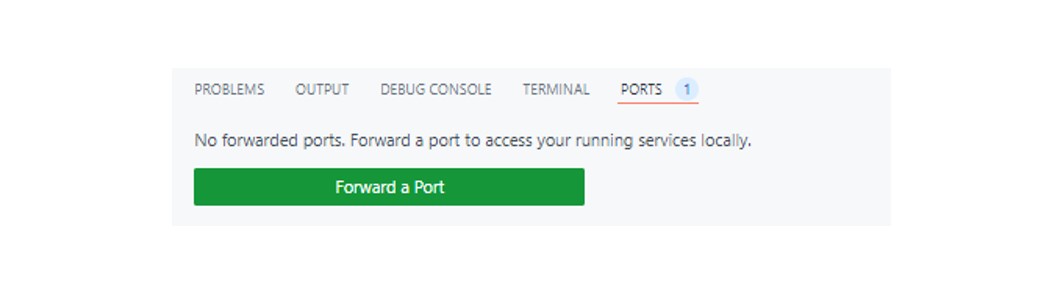 PROBLEMS OUTPUT DEBUG CONSOLE TERMINAL PORTS 1
No forwarded ports. Forward a port to access your running services locally.
Forward a Port